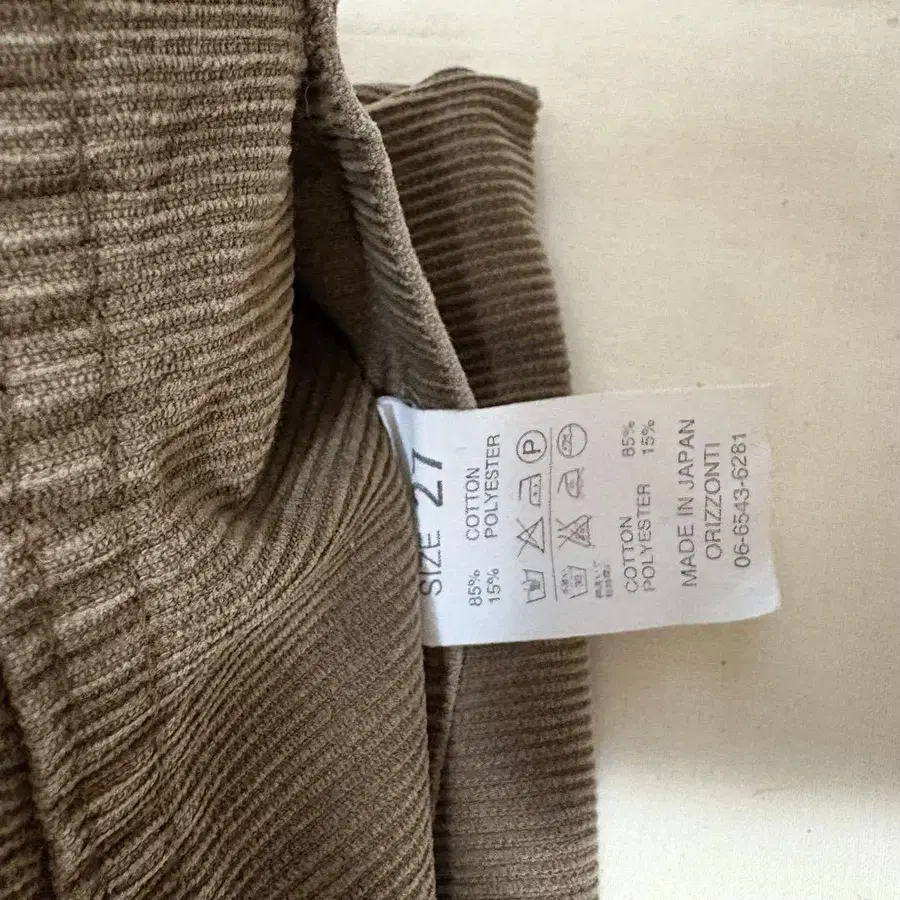 SIZE 27
85% COTTON
15% POLYESTER
P
COTTON 85%
POLYESTER 15%
MADE IN JAPAN
ORIZZONTI
06-6543-6281